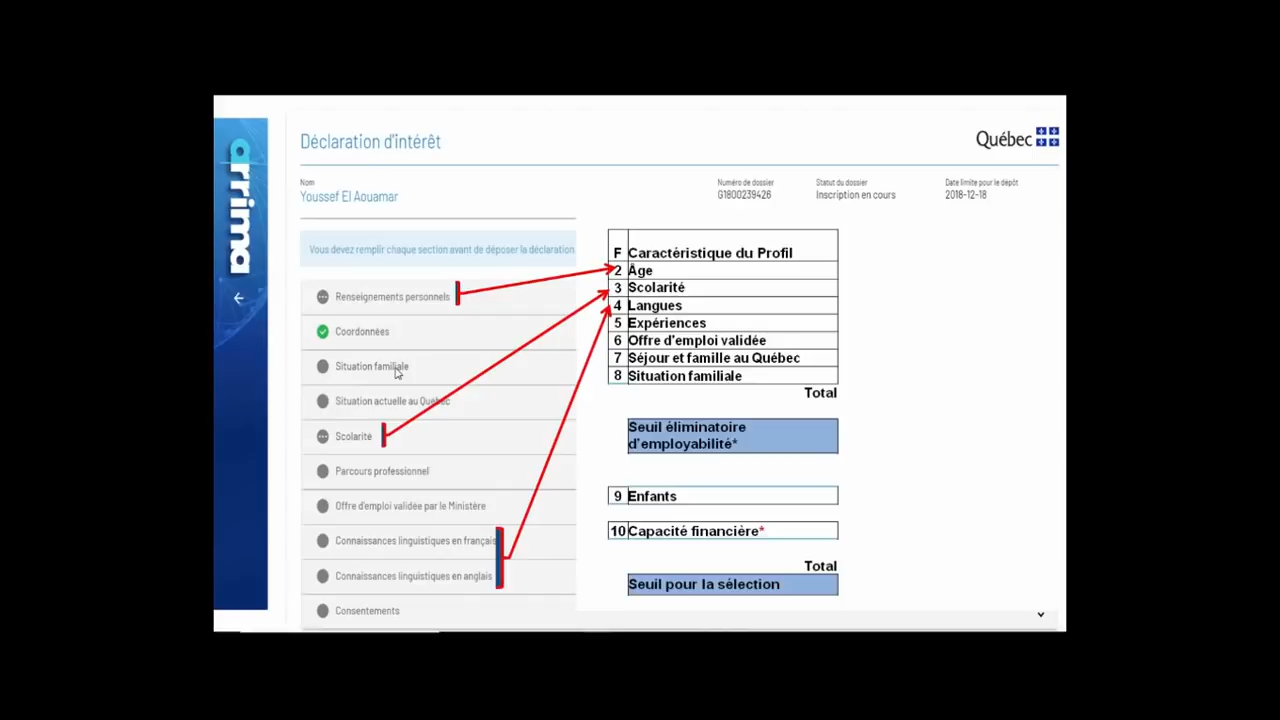 arrima
Déclaration d'intérêt
Québec
Nom
Youssef El Aouamar
Numéro de dossier
G1800239426
Statut du dossier
Inscription en cours
Date limite pour le dépôt
2018-12-18
Vous devez remplir chaque section avant de déposer la déclaration
Renseignements personnels
Coordonnées
Situation familiale
Situation actuelle au Québec
Scolarité
Parcours professionnel
Offre d'emploi validée par le Ministère
Connaissances linguistiques en français
Connaissances linguistiques en anglais
Consentements
F Caractéristique du Profil
2 Âge
3 Scolarité
4 Langues
5 Expériences
6 Offre d'emploi validée
7 Séjour et famille au Québec
8 Situation familiale
Total
Seuil éliminatoire
d'employabilité*
9 Enfants
10 Capacité financière*
Total
Seuil pour la sélection